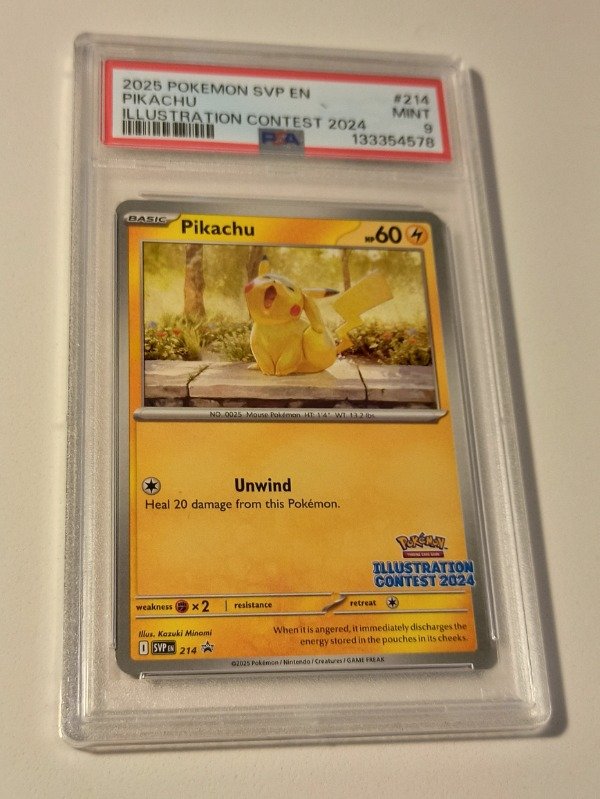 2025 POKEMON SVP EN #214
PIKACHU MINT
ILLUSTRATION CONTEST 2024 9
PSA 133354578
BASIC Pikachu HP60
NO. 0025 Mouse Pokémon HT: 1'4" WT: 13.2 lbs.
Unwind
Heal 20 damage from this Pokémon.
Pokémon
TRADING CARD GAME
ILLUSTRATION
CONTEST 2024
weakness ×2 resistance retreat
Illus. Kazuki Minami
When it is angered, it immediately discharges the
energy stored in the pouches in its cheeks.
I SVP EN 214
©2025 Pokémon / Nintendo / Creatures / GAME FREAK